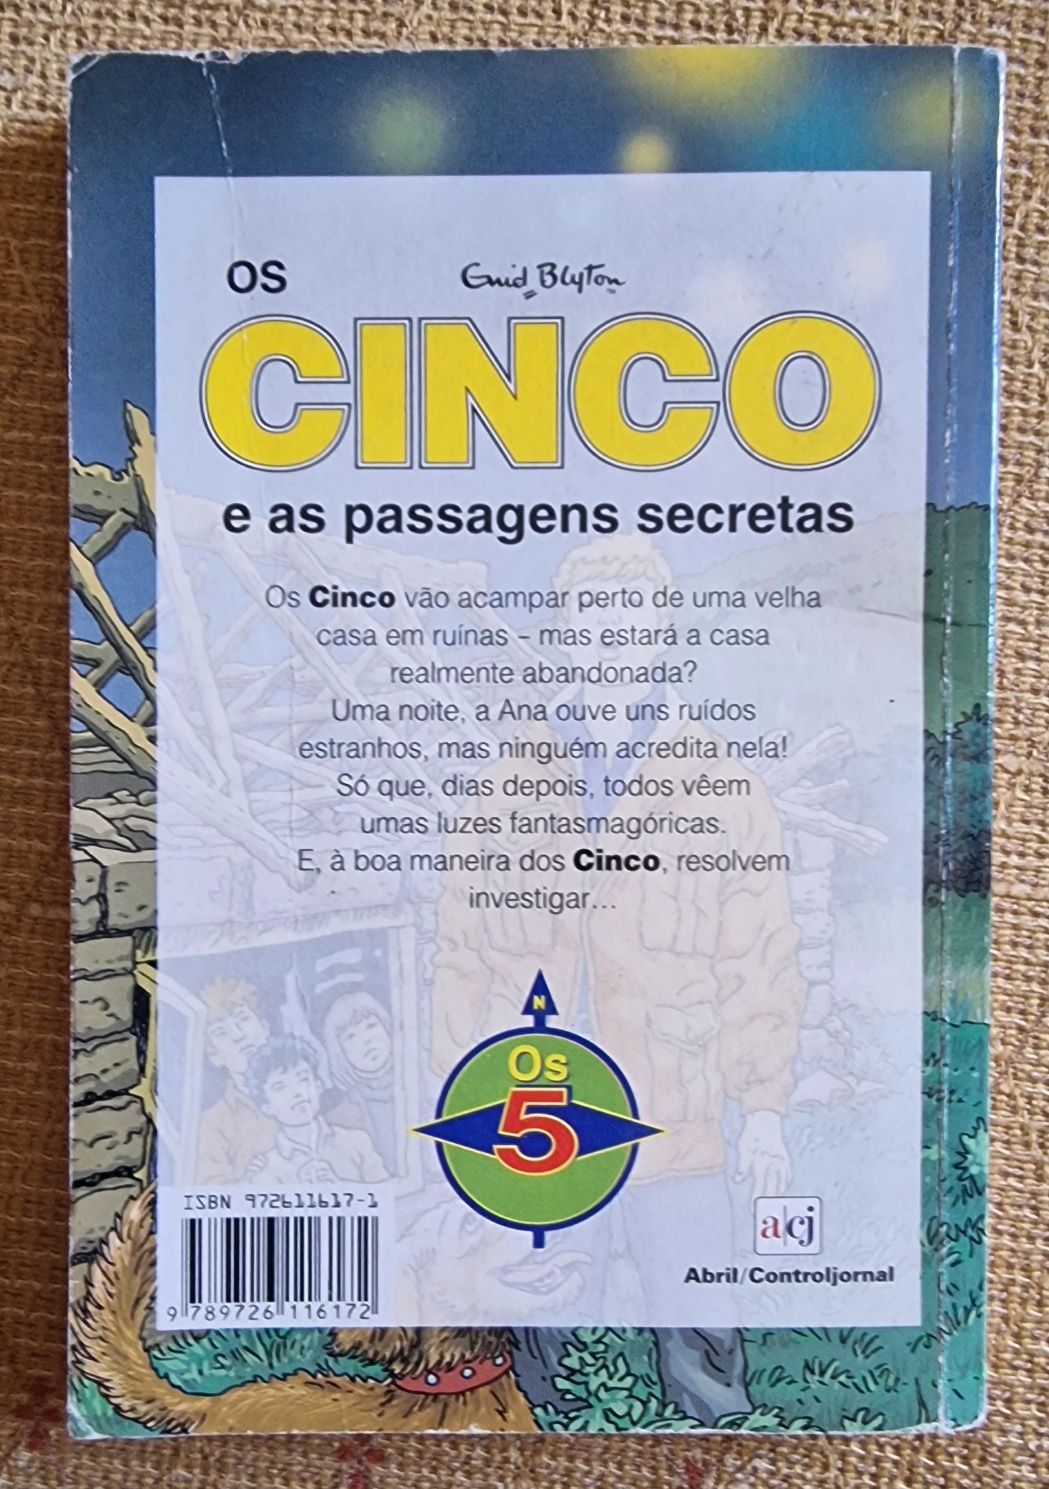 OS
Enid Blyton
CINCO
e as passagens secretas
Os Cinco vão acampar perto de uma velha
casa em ruínas – mas estará a casa
realmente abandonada?
Uma noite, a Ana ouve uns ruídos
estranhos, mas ninguém acredita nela!
Só que, dias depois, todos vêem
umas luzes fantasmagóricas.
E, à boa maneira dos Cinco, resolvem
investigar...
N
Os
5
ISBN 972611617-1
9 789726 116172
a/cj
Abril/Controljornal